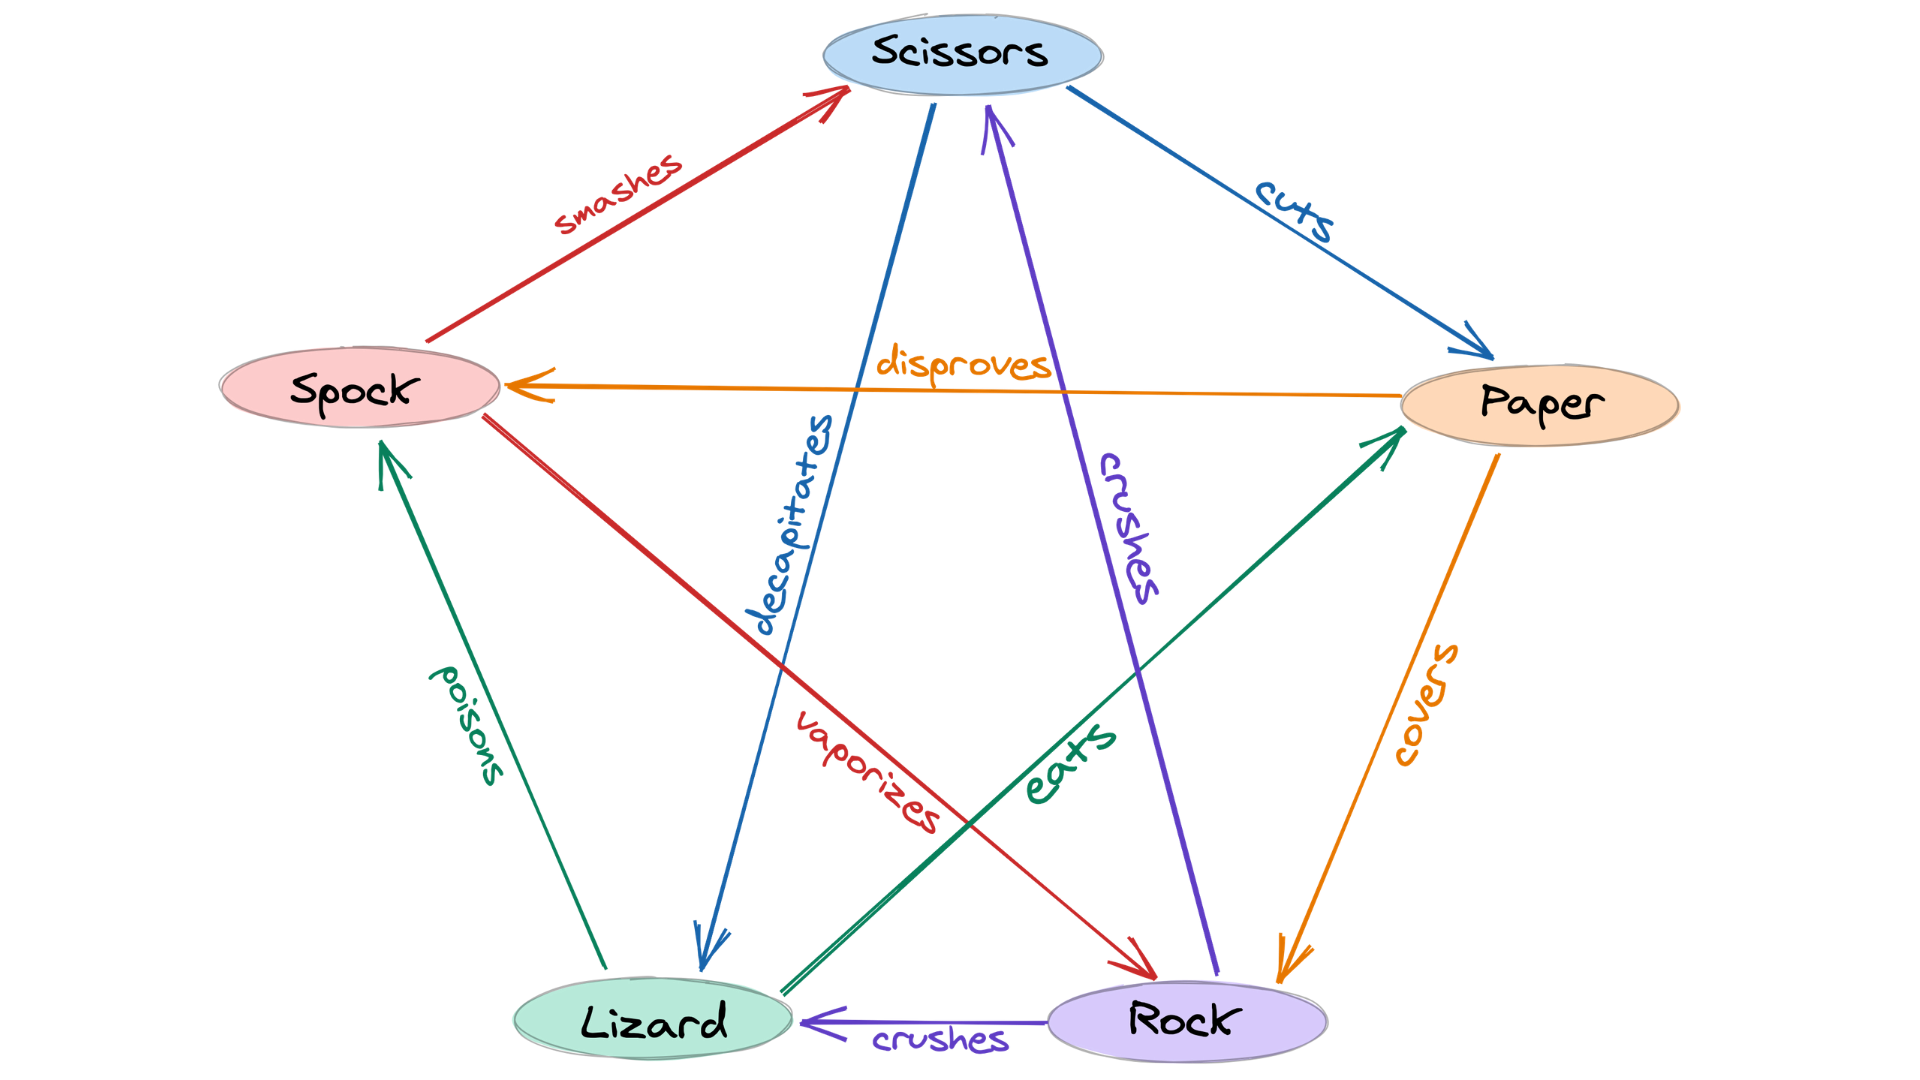 Scissors
smashes
cuts
disproves
Spock
Paper
decapitates
crushes
poisons
vaporizes
eats
covers
Lizard
crushes
Rock